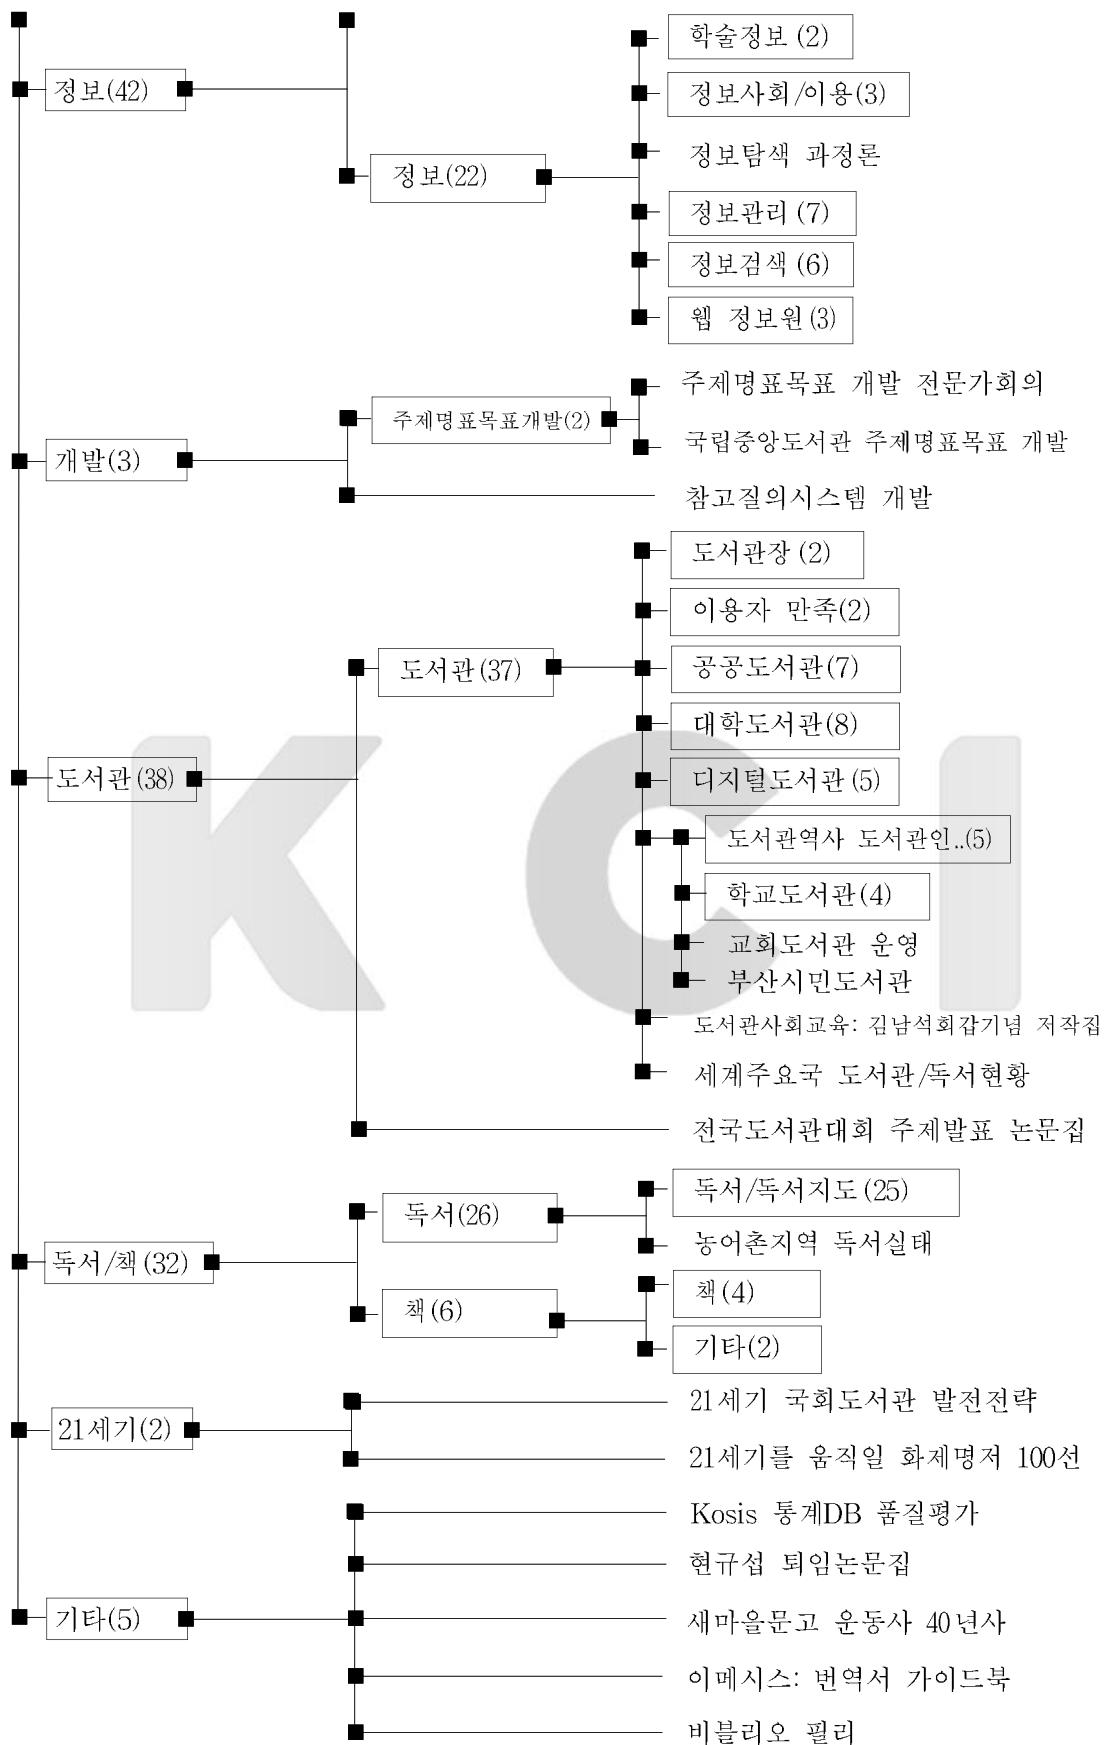 학술정보 (2)
정보(42)
정보사회/이용(3)
정보탐색 과정론
정보(22)
정보관리 (7)
정보검색 (6)
웹 정보원(3)
주제명표목표 개발 전문가회의
주제명표목표개발(2)
국립중앙도서관 주제명표목표 개발
개발(3)
참고질의시스템 개발
도서관장 (2)
이용자 만족(2)
도서관(37)
공공도서관(7)
대학도서관(8)
도서관(38)
디지털도서관 (5)
도서관역사 도서관인..(5)
학교도서관(4)
교회도서관 운영
부산시민도서관
도서관사회교육: 김남석회갑기념 저작집
세계주요국 도서관/독서현황
전국도서관대회 주제발표 논문집
독서/독서지도(25)
독서(26)
농어촌지역 독서실태
독서/책(32)
책(4)
책(6)
기타(2)
21세기 국회도서관 발전전략
21세기(2)
21세기를 움직일 화제명저 100선
Kosis 통계DB 품질평가
현규섭 퇴임논문집
기타(5)
새마을문고 운동사 40년사
이메시스: 번역서 가이드북
비블리오 필리
KCI